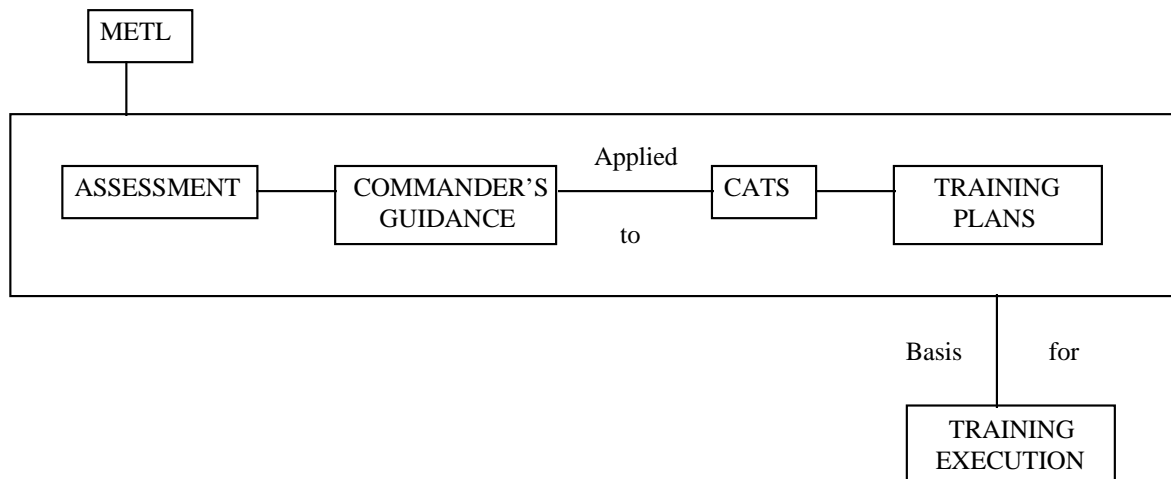 METL
Applied
ASSESSMENT
COMMANDER’S
GUIDANCE
CATS
TRAINING
PLANS
to
Basis for
TRAINING
EXECUTION